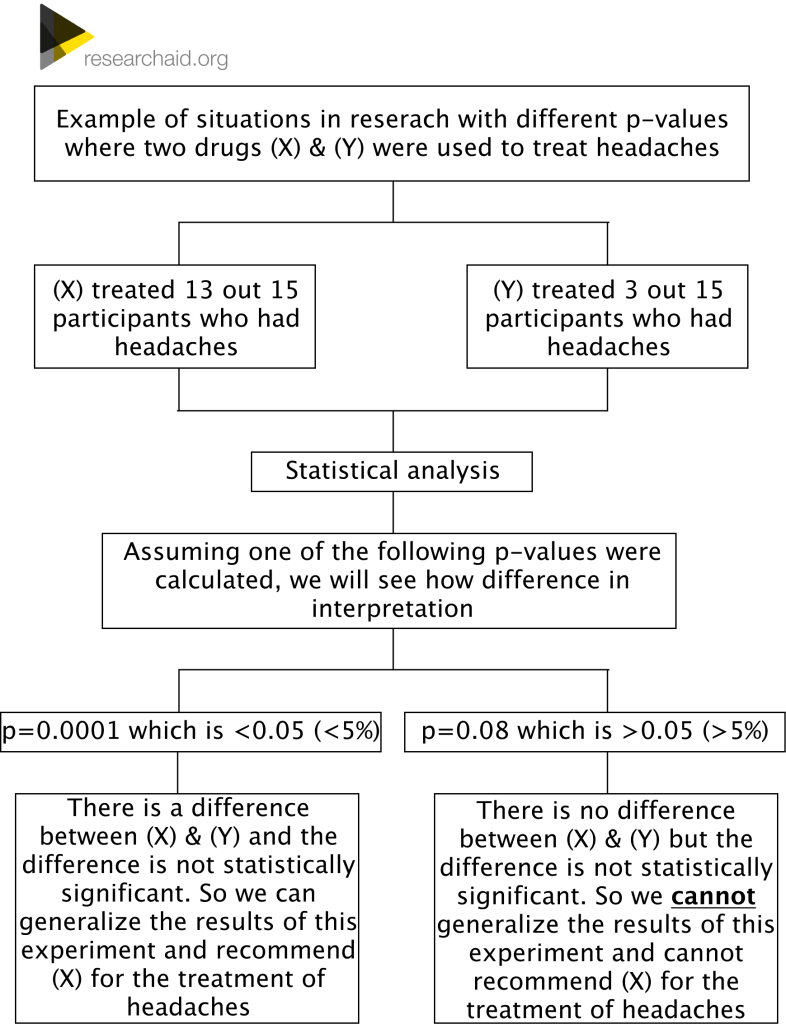 researchaid.org
Example of situations in reserach with different p-values
where two drugs (X) & (Y) were used to treat headaches
(X) treated 13 out 15
participants who had
headaches
(Y) treated 3 out 15
participants who had
headaches
Statistical analysis
Assuming one of the following p-values were
calculated, we will see how difference in
interpretation
p=0.0001 which is <0.05 (<5%)
p=0.08 which is >0.05 (>5%)
There is a difference
between (X) & (Y) and the
difference is not statistically
significant. So we can
generalize the results of this
experiment and recommend
(X) for the treatment of
headaches
There is no difference
between (X) & (Y) but the
difference is not statistically
significant. So we cannot
generalize the results of this
experiment and cannot
recommend (X) for the
treatment of headaches